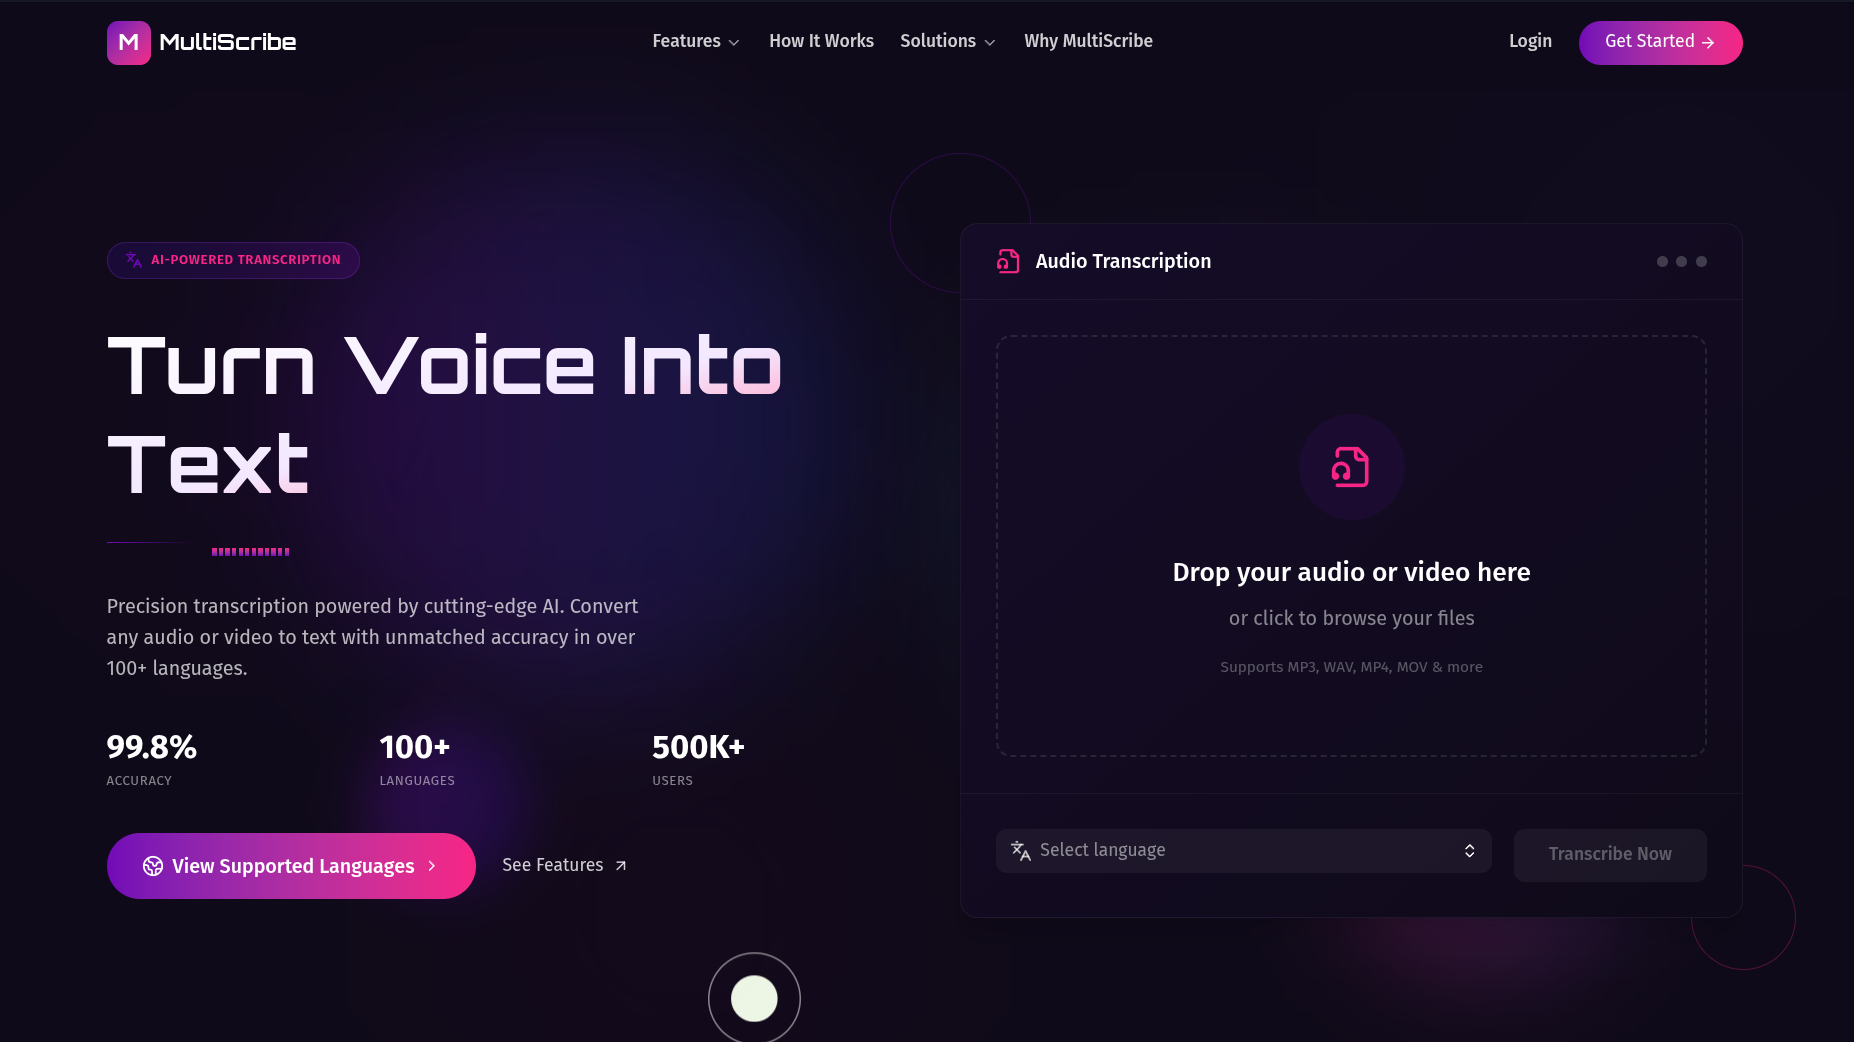 M MultiScribe
Features
How It Works
Solutions
Why MultiScribe
Login
Get Started
AI-POWERED TRANSCRIPTION
Turn Voice Into
Text
Precision transcription powered by cutting-edge AI. Convert
any audio or video to text with unmatched accuracy in over
100+ languages.
99.8%
ACCURACY
100+
LANGUAGES
500K+
USERS
View Supported Languages
See Features
Audio Transcription
Drop your audio or video here
or click to browse your files
Supports MP3, WAV, MP4, MOV & more
Select language
Transcribe Now